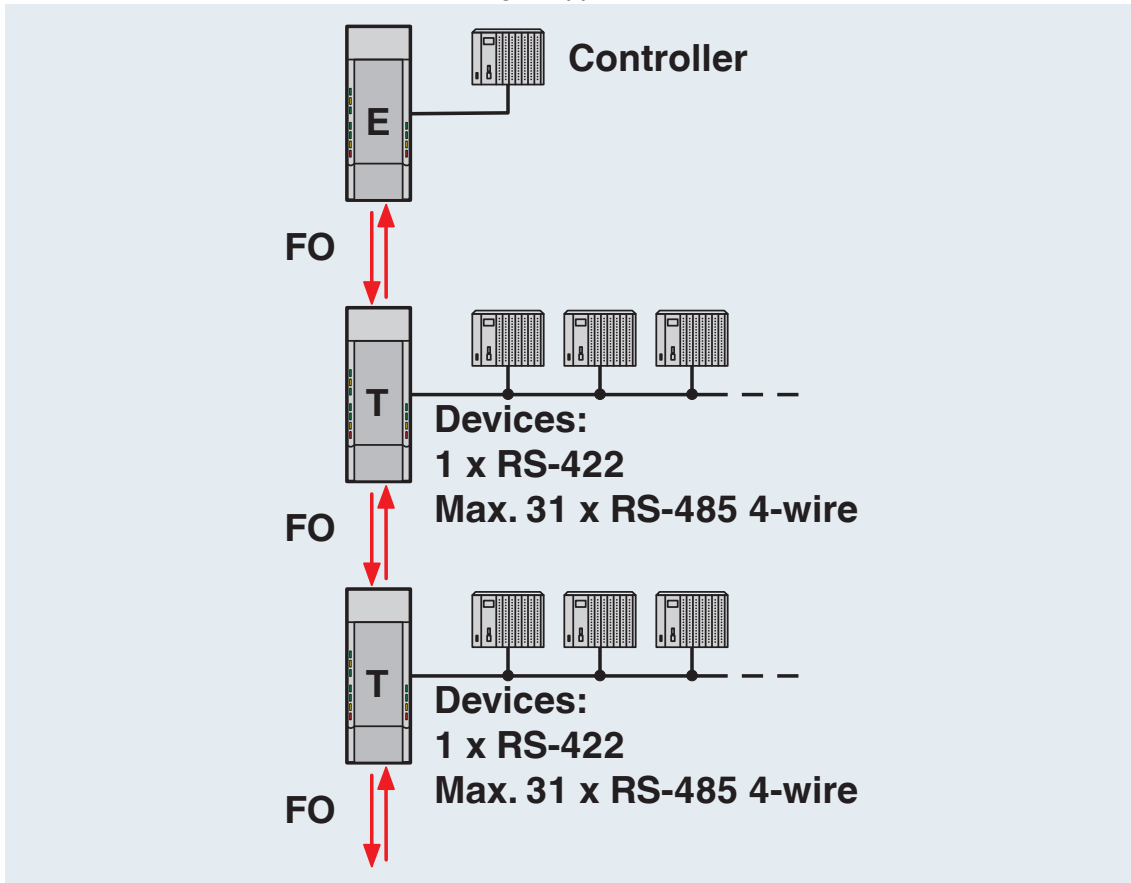 Controller
E
FO
T
Devices:
1 x RS-422
Max. 31 x RS-485 4-wire
FO
T
Devices:
1 x RS-422
Max. 31 x RS-485 4-wire
FO